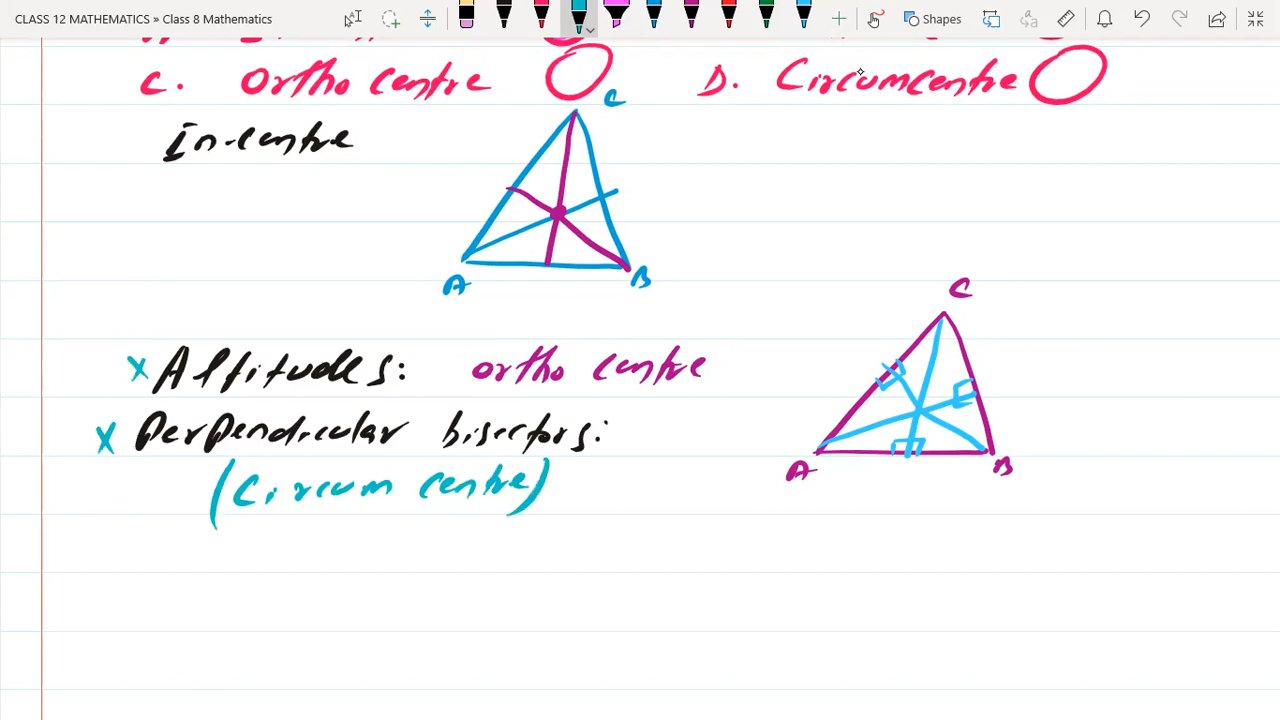 CLASS 12 MATHEMATICS » Class 8 Mathematics
Shapes
C. Ortho centre D. Circumcentre
In-centre
C
A B
C
Altitudes: ortho centre
Perpendicular bisectors:
A B
(Circum centre)